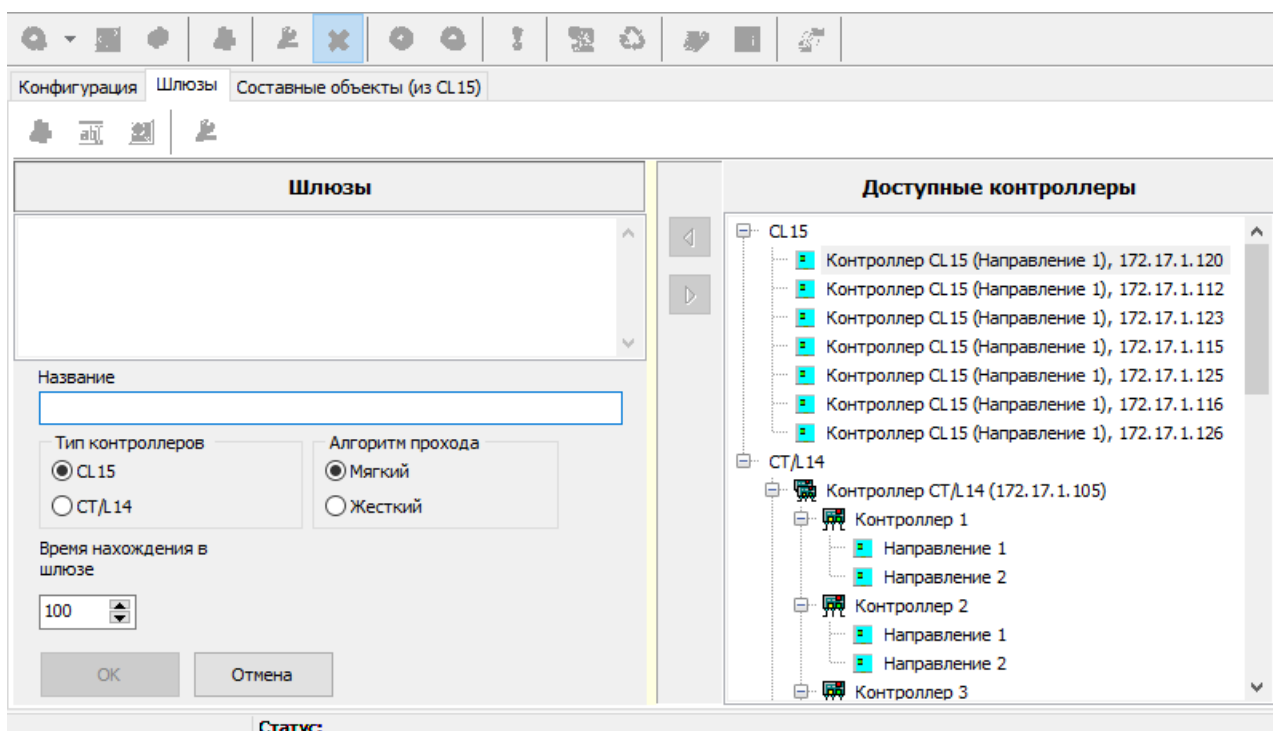 Конфигурация Шлюзы Составные объекты (из CL15)
Шлюзы
Название
Тип контроллеров
CL15
CT/L14
Алгоритм прохода
Мягкий
Жесткий
Время нахождения в
шлюзе
100
OK Отмена
Доступные контроллеры
CL15
Контроллер CL15 (Направление 1), 172.17.1.120
Контроллер CL15 (Направление 1), 172.17.1.112
Контроллер CL15 (Направление 1), 172.17.1.123
Контроллер CL15 (Направление 1), 172.17.1.115
Контроллер CL15 (Направление 1), 172.17.1.125
Контроллер CL15 (Направление 1), 172.17.1.116
Контроллер CL15 (Направление 1), 172.17.1.126
CT/L14
Контроллер CT/L14 (172.17.1.105)
Контроллер 1
Направление 1
Направление 2
Контроллер 2
Направление 1
Направление 2
Контроллер 3
Статус: